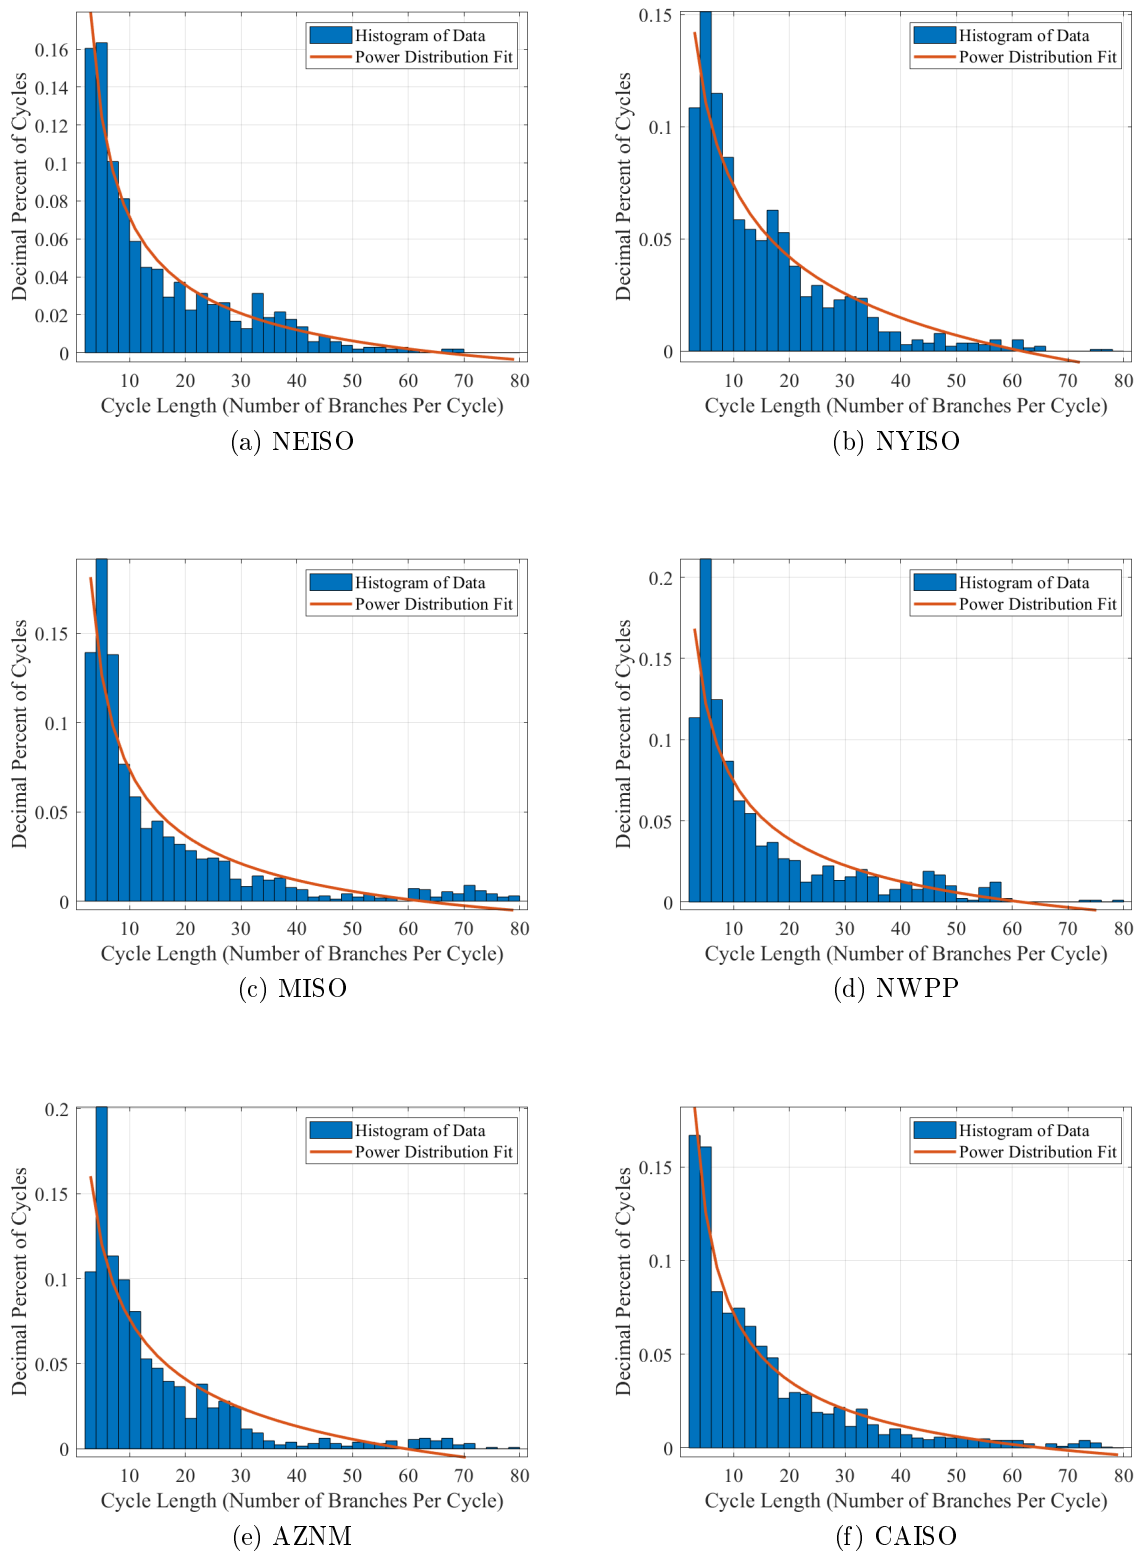 Histogram of Data
Power Distribution Fit
Decimal Percent of Cycles
0.16
0.14
0.12
0.1
0.08
0.06
0.04
0.02
0
10 20 30 40 50 60 70 80
Cycle Length (Number of Branches Per Cycle)
(a) NEISO
Histogram of Data
Power Distribution Fit
Decimal Percent of Cycles
0.15
0.1
0.05
0
10 20 30 40 50 60 70 80
Cycle Length (Number of Branches Per Cycle)
(b) NYISO
Histogram of Data
Power Distribution Fit
Decimal Percent of Cycles
0.15
0.1
0.05
0
10 20 30 40 50 60 70 80
Cycle Length (Number of Branches Per Cycle)
(c) MISO
Histogram of Data
Power Distribution Fit
Decimal Percent of Cycles
0.2
0.15
0.1
0.05
0
10 20 30 40 50 60 70 80
Cycle Length (Number of Branches Per Cycle)
(d) NWPP
Histogram of Data
Power Distribution Fit
Decimal Percent of Cycles
0.2
0.15
0.1
0.05
0
10 20 30 40 50 60 70 80
Cycle Length (Number of Branches Per Cycle)
(e) AZNM
Histogram of Data
Power Distribution Fit
Decimal Percent of Cycles
0.15
0.1
0.05
0
10 20 30 40 50 60 70 80
Cycle Length (Number of Branches Per Cycle)
(f) CAISO